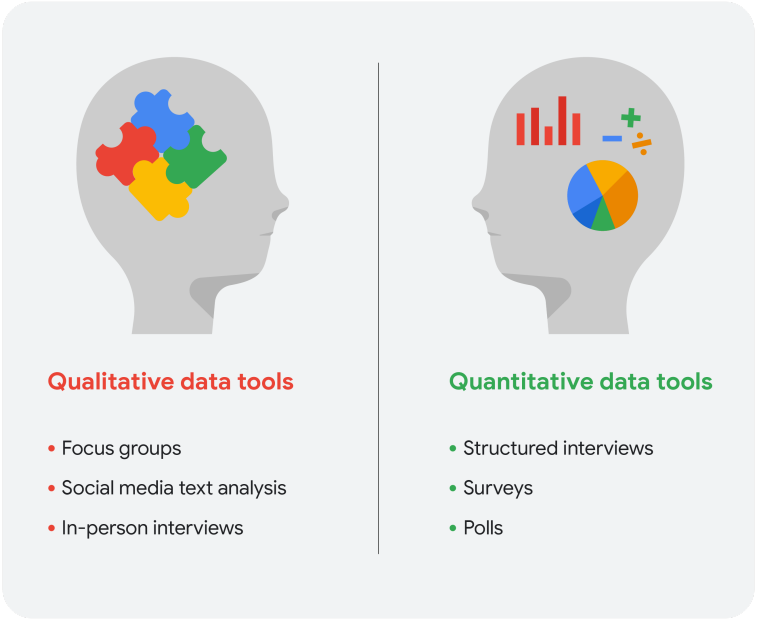 Qualitative data tools
• Focus groups
• Social media text analysis
• In-person interviews
Quantitative data tools
• Structured interviews
• Surveys
• Polls